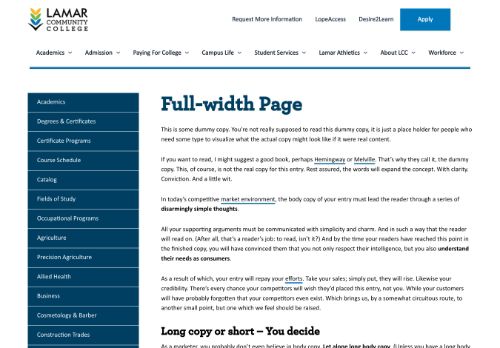 LAMAR
COMMUNITY
COLLEGE
Request More Information LopeAccess Desire2Learn Apply
Academics Admission Paying For College Campus Life Student Services Lamar Athletics About LCC Workforce
Academics
Degrees & Certificates
Certificate Programs
Course Schedule
Catalog
Fields of Study
Occupational Programs
Agriculture
Precision Agriculture
Allied Health
Business
Cosmetology & Barber
Construction Trades
Full-width Page
This is some dummy copy. You're not really supposed to read this dummy copy, it is just a place holder for people who
need some type to visualize what the actual copy might look like if it were real content.
If you want to read, I might suggest a good book, perhaps Hemingway or Melville. That's why they call it, the dummy
copy. This, of course, is not the real copy for this entry. Rest assured, the words will expand the concept. With clarity.
Conviction. And a little wit.
In today's competitive market environment, the body copy of your entry must lead the reader through a series of
disarmingly simple thoughts.
All your supporting arguments must be communicated with simplicity and charm. And in such a way that the reader
will read on. (After all, that's a reader's job: to read, isn't it?) And by the time your readers have reached this point in
the finished copy, you will have convinced them that you not only respect their intelligence, but you also understand
their needs as consumers.
As a result of which, your entry will repay your efforts. Take your sales; simply put, they will rise. Likewise your
credibility. There's every chance your competitors will wish they'd placed this entry, not you. While your customers
will have probably forgotten that your competitors even exist. Which brings us, by a somewhat circuitous route, to
another small point, but one which we feel should be raised.
Long copy or short – You decide
As a marketer, you probably don't even believe in body copy. Let alone long body copy. (Unless you have a long body